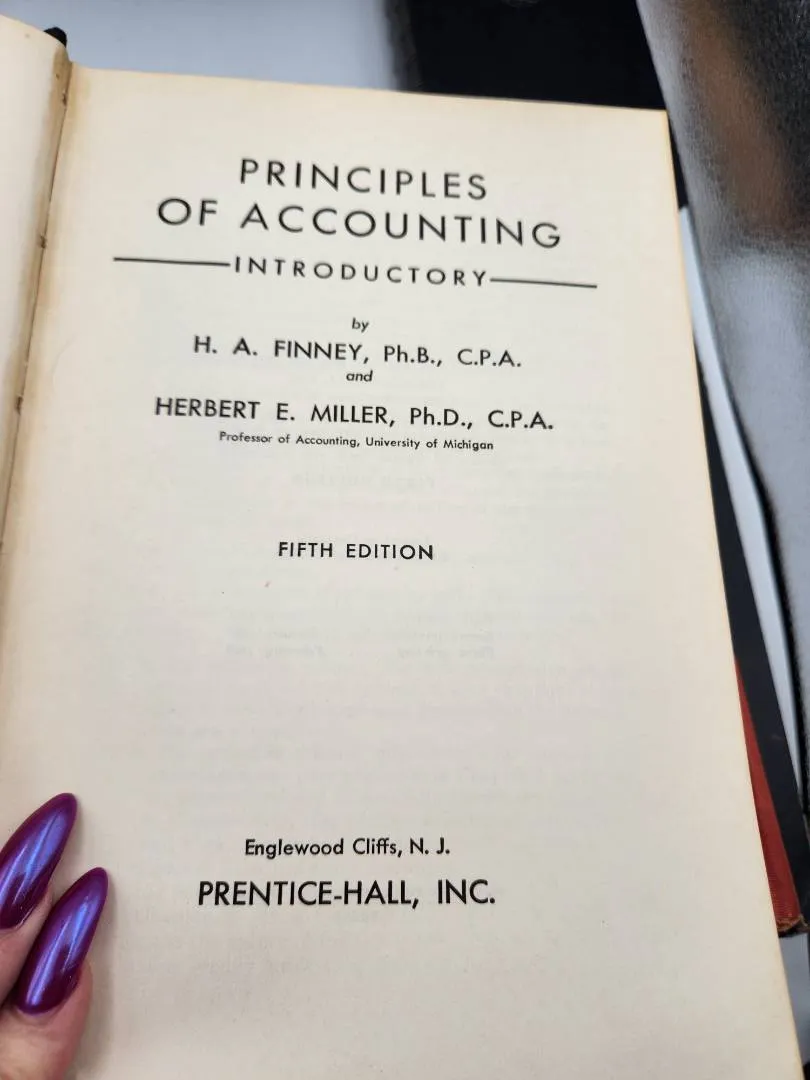 PRINCIPLES
OF ACCOUNTING
INTRODUCTORY
by
H. A. FINNEY, Ph.B., C.P.A.
and
HERBERT E. MILLER, Ph.D., C.P.A.
Professor of Accounting, University of Michigan
FIFTH EDITION
Englewood Cliffs, N. J.
PRENTICE-HALL, INC.